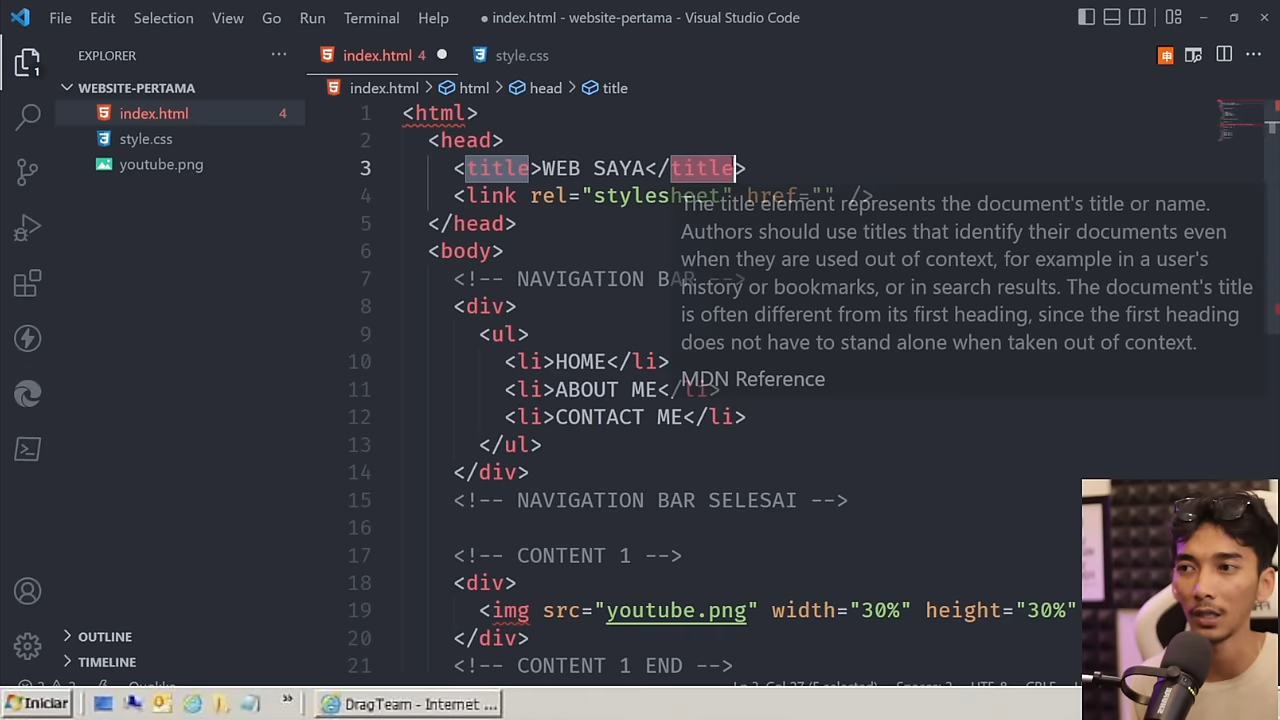 File Edit Selection View Go Run Terminal Help ● index.html - website-pertama - Visual Studio Code
EXPLORER ···
index.html 4 ● style.css
WEBSITE-PERTAMA
index.html > html > head > title
index.html 4
style.css
youtube.png
1 <html>
2 <head>
3 <title>WEB SAYA</title>
4 <link rel="stylesheet" href="" />
5 </head>
6 <body>
7 <!-- NAVIGATION BAR -->
8 <div>
9 <ul>
10 <li>HOME</li>
11 <li>ABOUT ME</li>
12 <li>CONTACT ME</li>
13 </ul>
14 </div>
15 <!-- NAVIGATION BAR SELESAI -->
16
17 <!-- CONTENT 1 -->
18 <div>
19 <img src="youtube.png" width="30%" height="30%"
20 </div>
21 <!-- CONTENT 1 END -->
The title element represents the document's title or name.
Authors should use titles that identify their documents even
when they are used out of context, for example in a user's
history or bookmarks, or in search results. The document's title
is often different from its first heading, since the first heading
does not have to stand alone when taken out of context.
MDN Reference
1
OUTLINE
TIMELINE
Iniciar
DragTeam - Internet ...